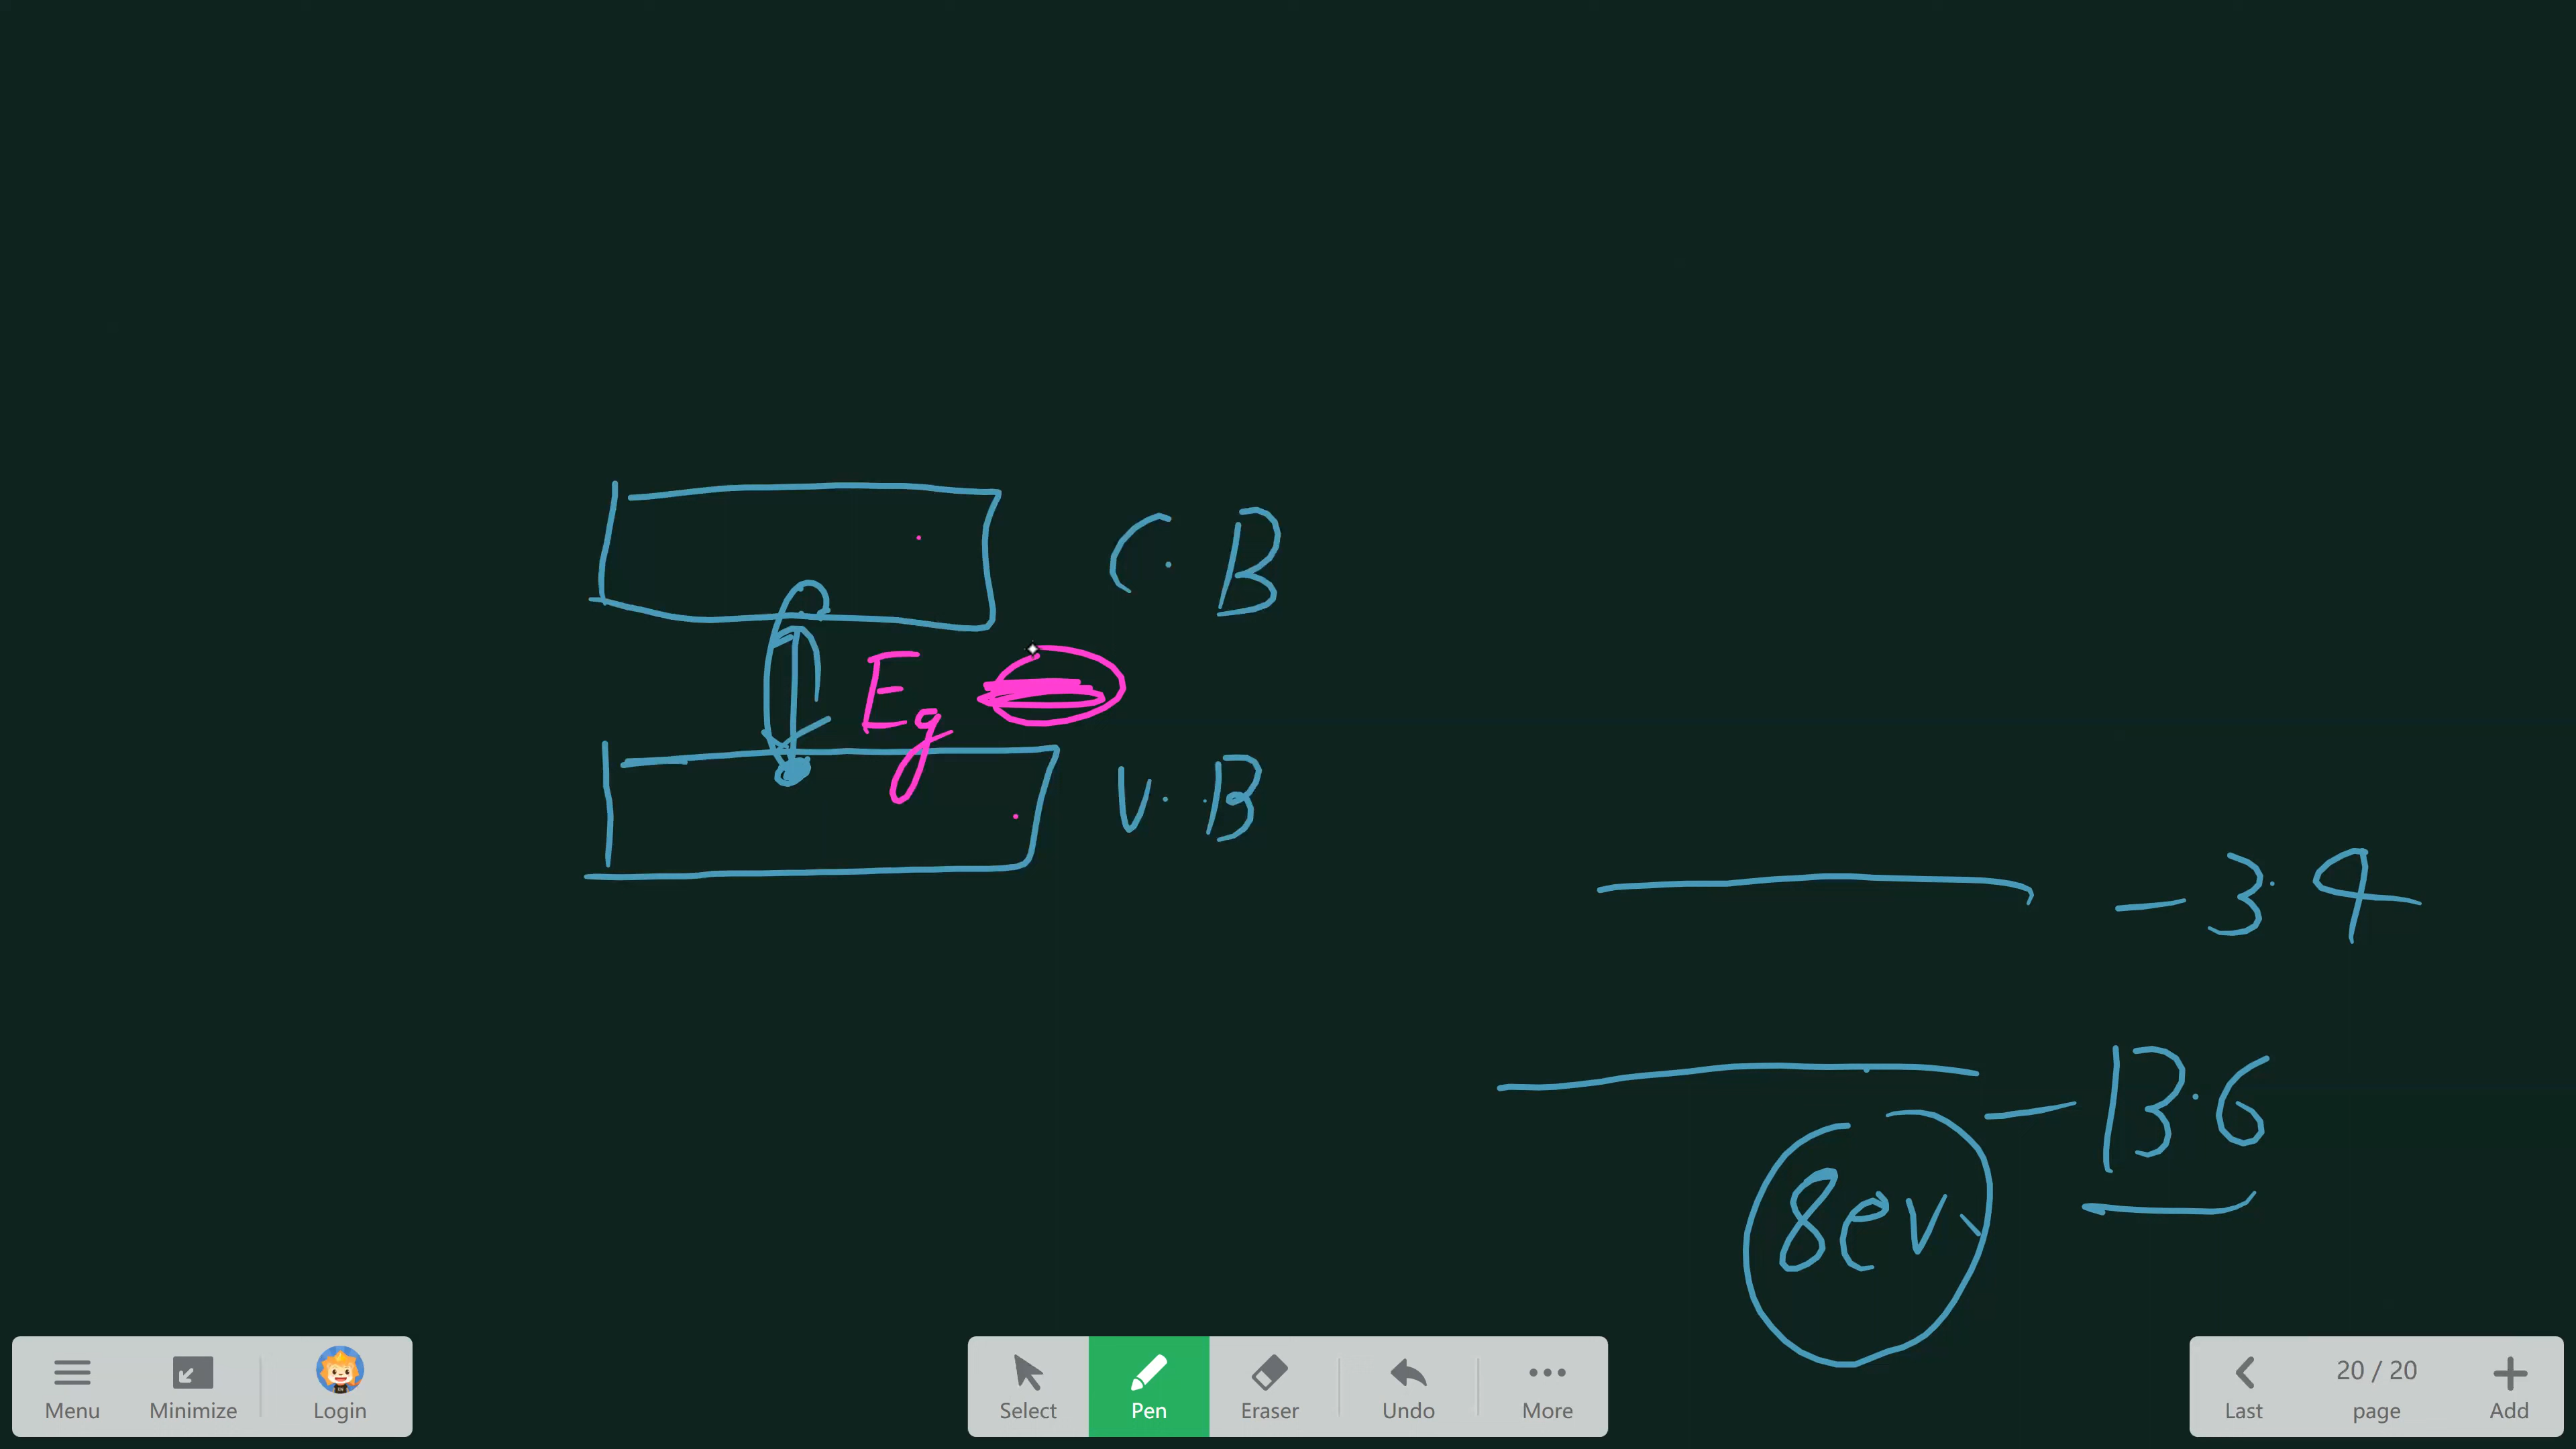 C. B
Eg
V. B
-3.4
-13.6
8ev
Menu
Minimize
Login
Select
Pen
Eraser
Undo
More
Last
20 / 20
page
Add